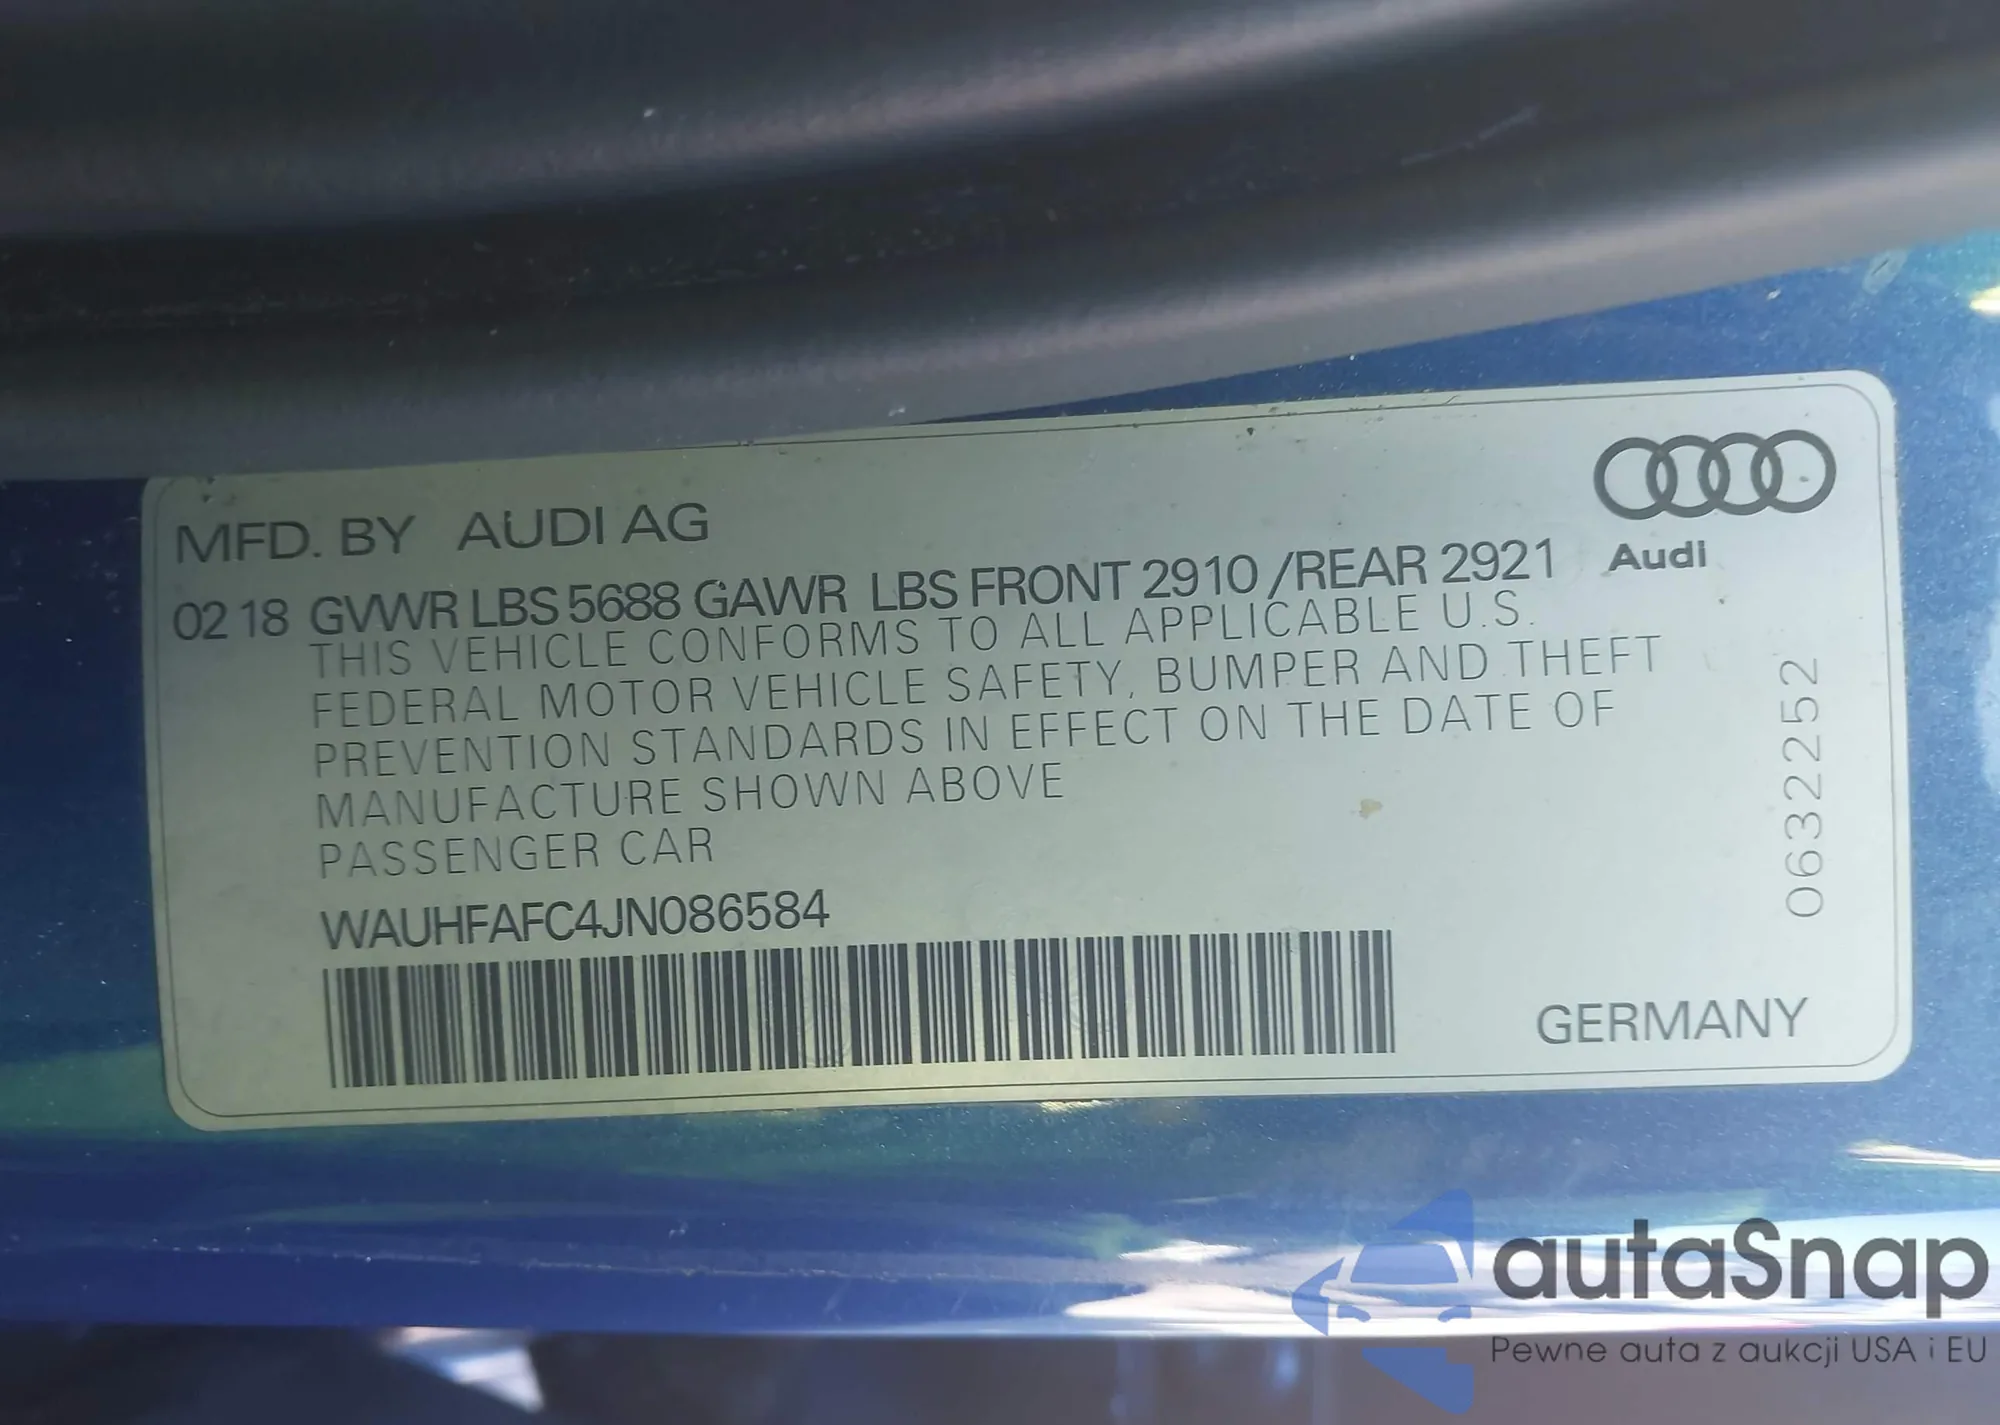 MFD. BY AUDI AG
02 18 GVWR LBS 5688 GAWR LBS FRONT 2910 /REAR 2921
Audi
THIS VEHICLE CONFORMS TO ALL APPLICABLE U.S.
FEDERAL MOTOR VEHICLE SAFETY, BUMPER AND THEFT
PREVENTION STANDARDS IN EFFECT ON THE DATE OF
MANUFACTURE SHOWN ABOVE
PASSENGER CAR
WAUHFAFC4JN086584
0632252
GERMANY
autaSnap
Pewne auta z aukcji USA i EU